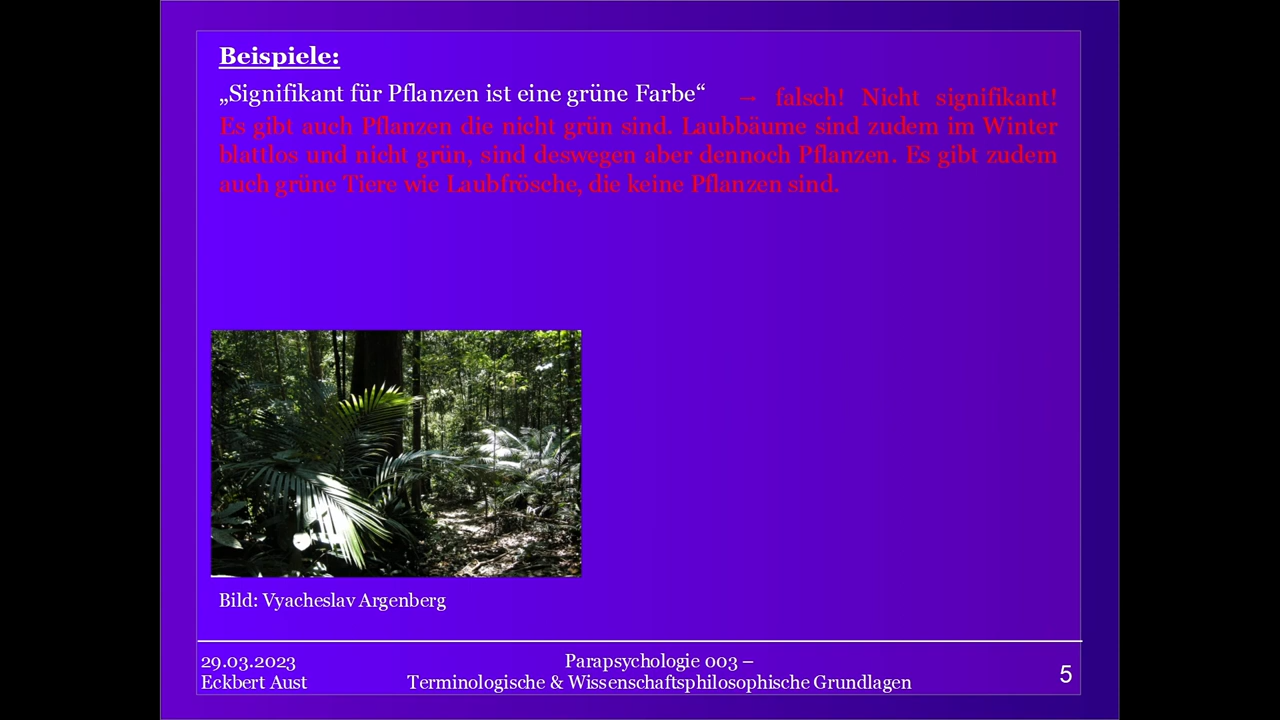 Beispiele:
„Signifikant für Pflanzen ist eine grüne Farbe“ → falsch! Nicht signifikant!
Es gibt auch Pflanzen die nicht grün sind. Laubbäume sind zudem im Winter
blattlos und nicht grün, sind deswegen aber dennoch Pflanzen. Es gibt zudem
auch grüne Tiere wie Laubfrösche, die keine Pflanzen sind.
Bild: Vyacheslav Argenberg
29.03.2023
Eckbert Aust
Parapsychologie 003 –
Terminologische & Wissenschaftsphilosophische Grundlagen
5